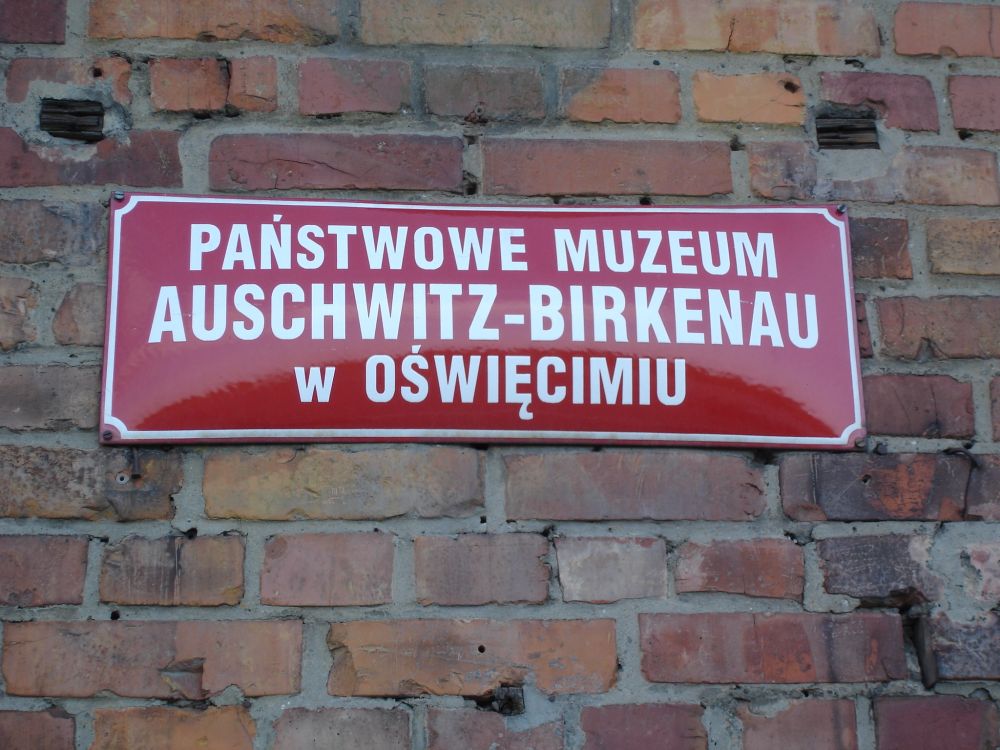 PAŃSTWOWE MUZEUM
AUSCHWITZ-BIRKENAU
w OŚWIĘCIMIU